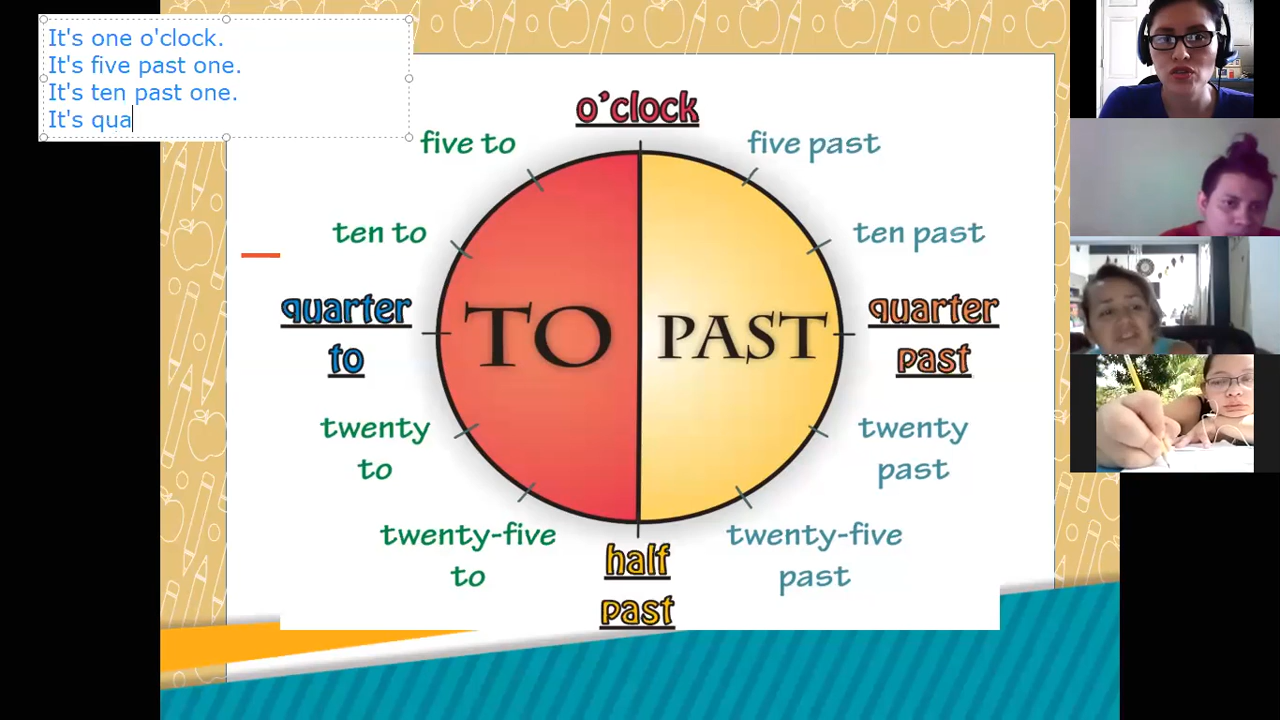 It's one o'clock.
It's five past one.
It's ten past one.
It's qua
o'clock
five to
five past
ten to
ten past
quarter
to
TO
PAST
quarter
past
twenty
to
twenty
past
twenty-five
to
half
past
twenty-five
past